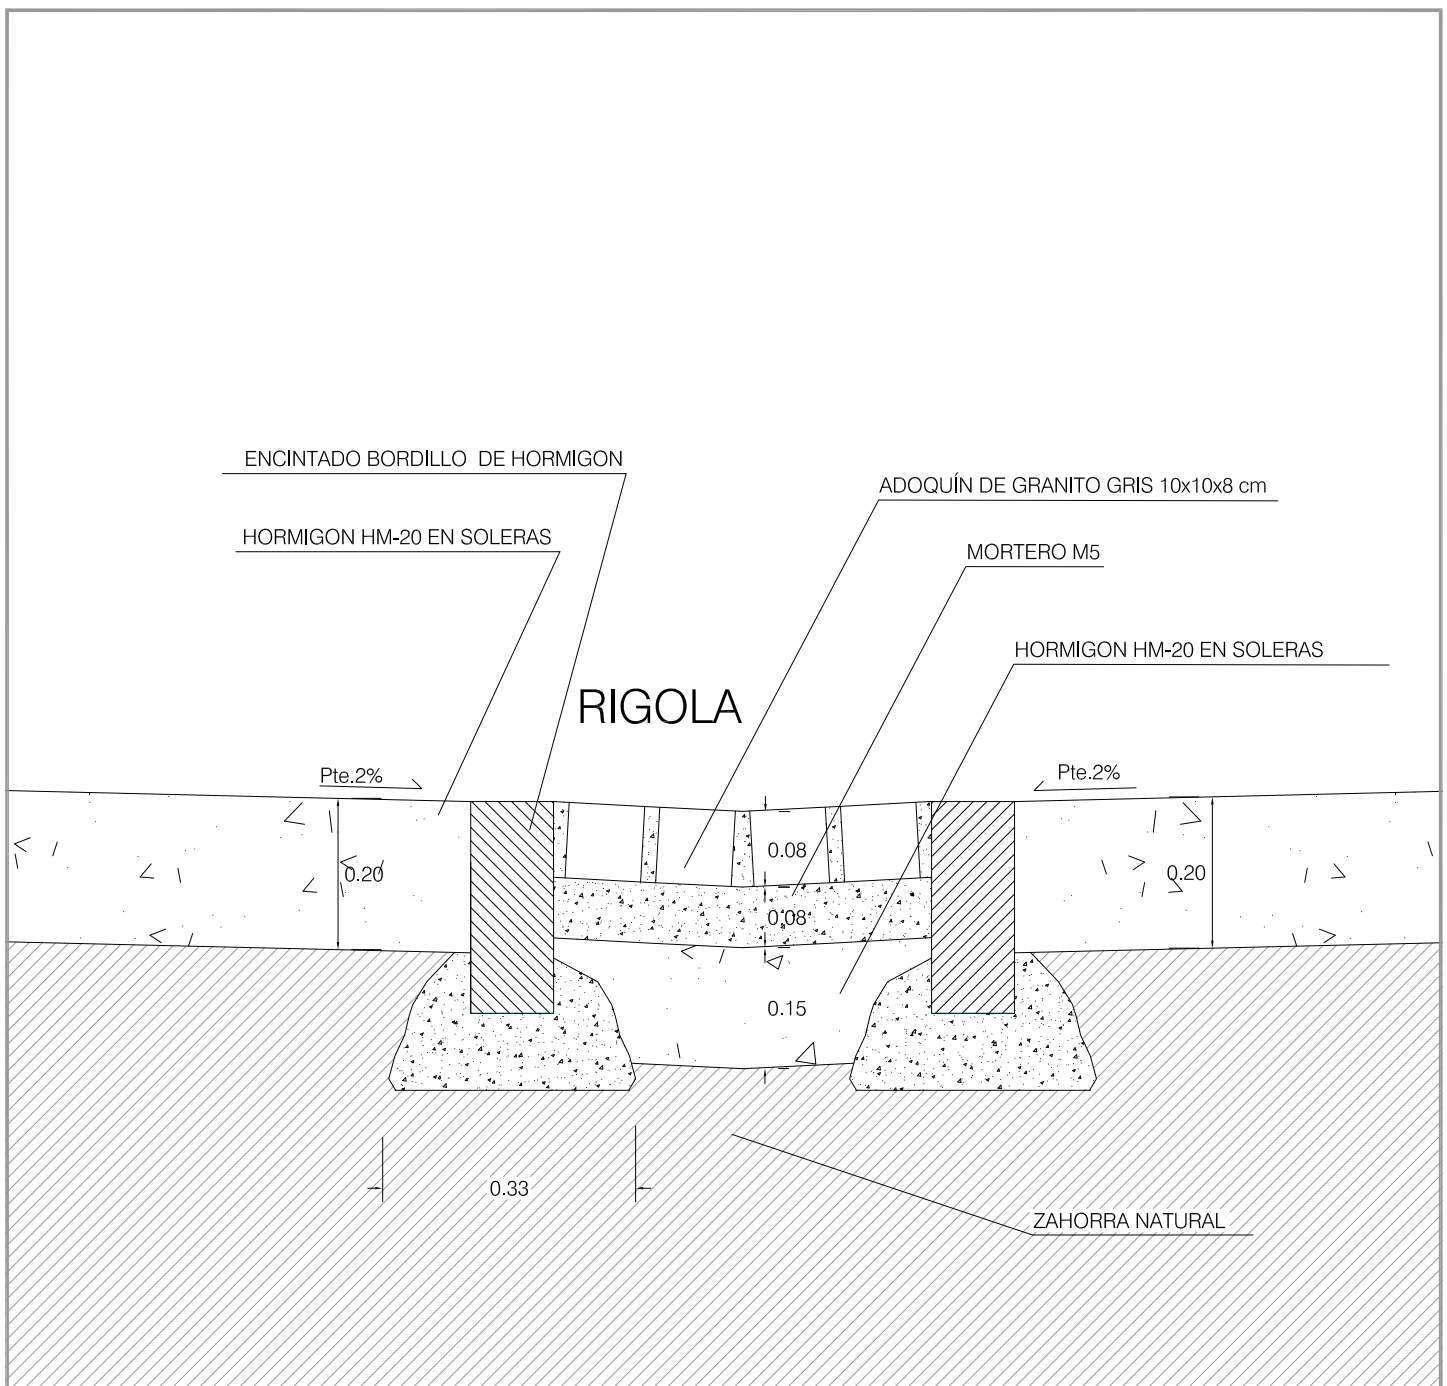 ENCINTADO BORDILLO DE HORMIGON
ADOQUÍN DE GRANITO GRIS 10x10x8 cm
HORMIGON HM-20 EN SOLERAS
MORTERO M5
HORMIGON HM-20 EN SOLERAS
RIGOLA
Pte.2%
Pte.2%
0.08
0.20
0.20
0.08
0.15
0.33
ZAHORRA NATURAL